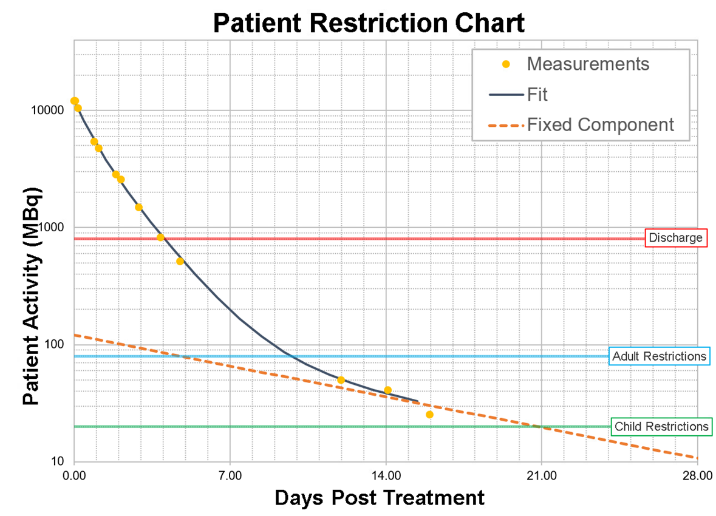 Patient Restriction Chart
Measurements
Fit
Fixed Component
Patient Activity (MBq)
10000
1000
100
10
Discharge
Adult Restrictions
Child Restrictions
0.00 7.00 14.00 21.00 28.00
Days Post Treatment